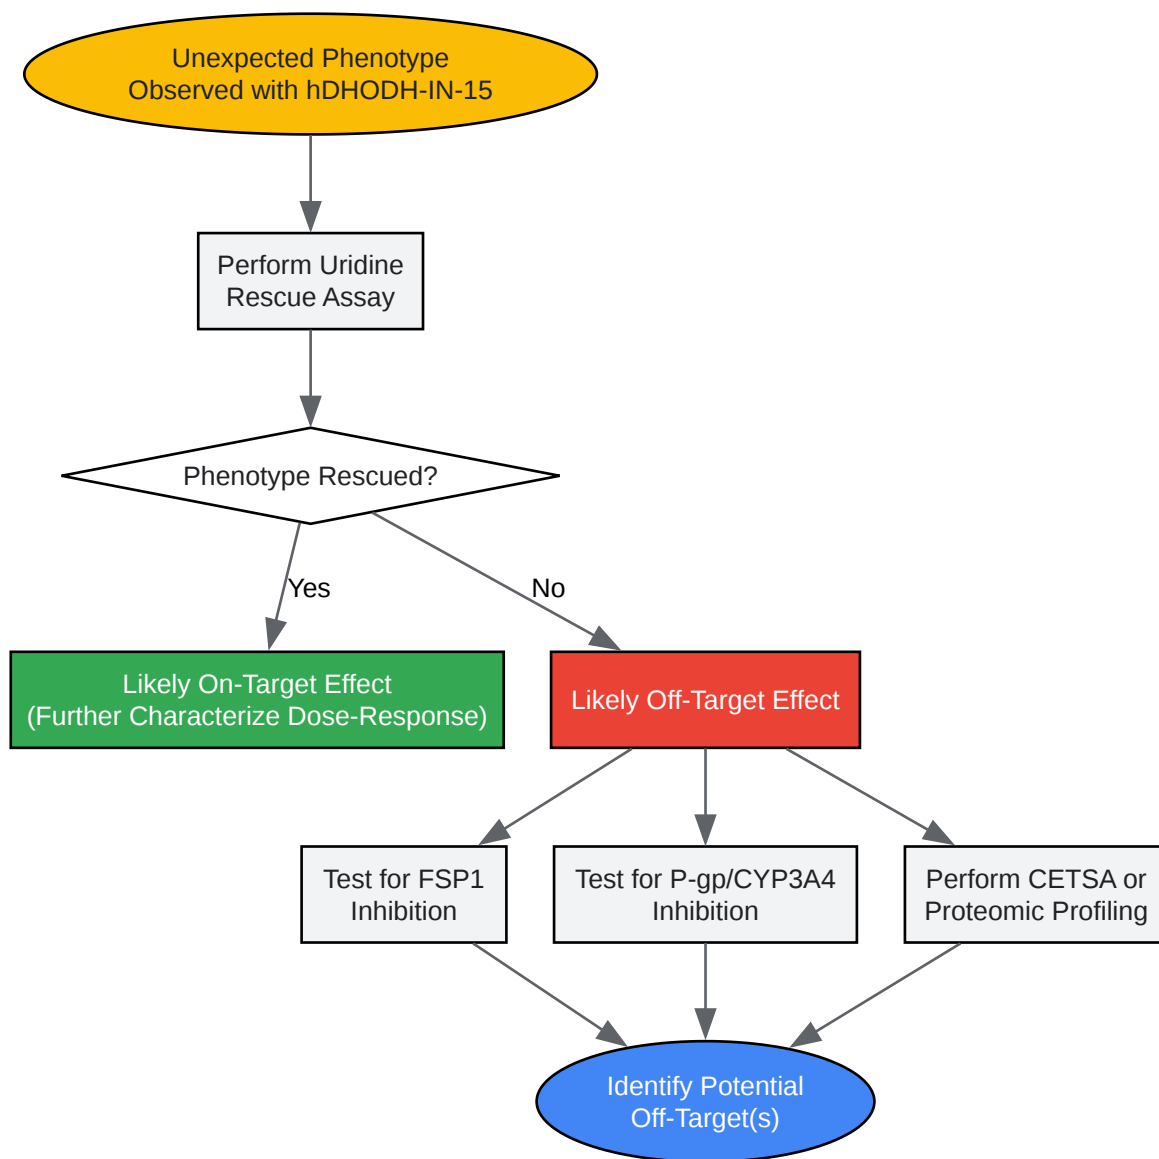 Unexpected Phenotype
Observed with hDHODH-IN-15
Perform Uridine
Rescue Assay
Phenotype Rescued?
Yes
No
Likely On-Target Effect
(Further Characterize Dose-Response)
Likely Off-Target Effect
Test for FSP1
Inhibition
Test for P-gp/CYP3A4
Inhibition
Perform CETSA or
Proteomic Profiling
Identify Potential
Off-Target(s)